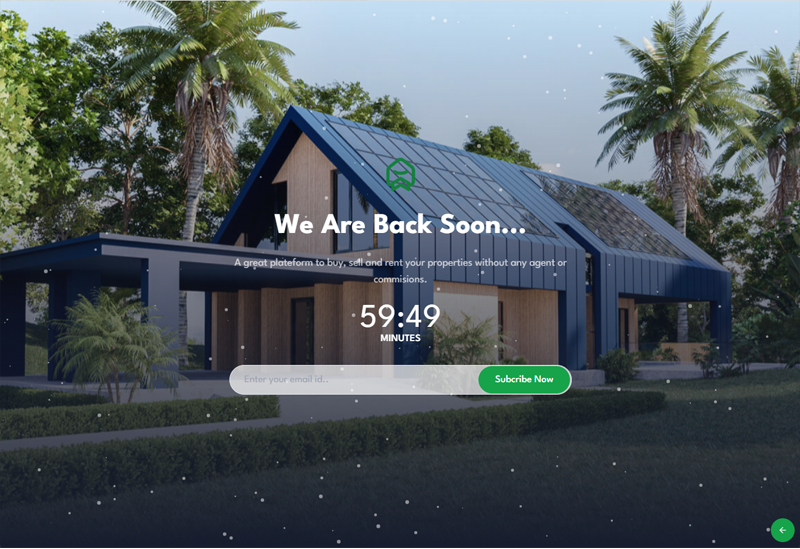 We Are Back Soon...
A great plateform to buy, sell and rent your properties without any agent or
commisions.
59:49
MINUTES
Enter your email id..
Subcribe Now